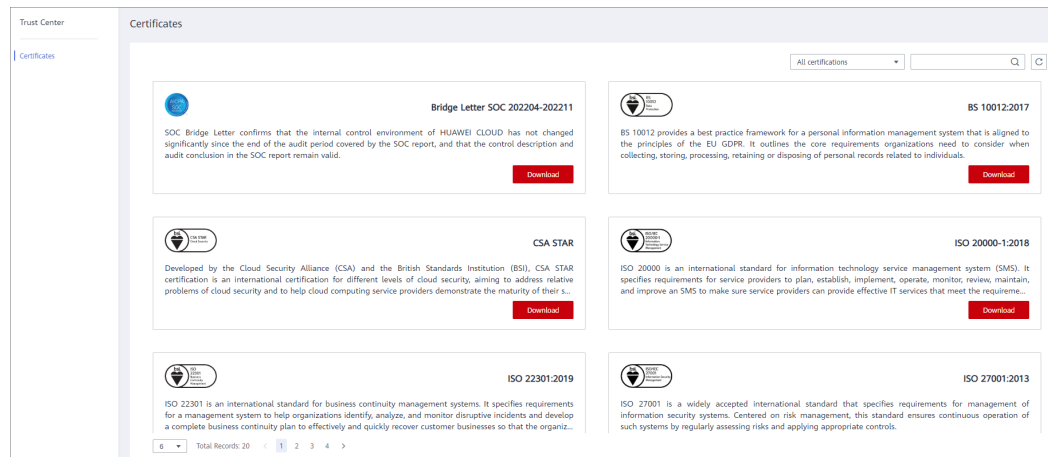 Trust Center
Certificates
Certificates
All certifications
Bridge Letter SOC 202204-202211
SOC Bridge Letter confirms that the internal control environment of HUAWEI CLOUD has not changed
significantly since the end of the audit period covered by the SOC report, and that the control description and
audit conclusion in the SOC report remain valid.
Download
BS 10012:2017
BS 10012 provides a best practice framework for a personal information management system that is aligned to
the principles of the EU GDPR. It outlines the core requirements organizations need to consider when
collecting, storing, processing, retaining or disposing of personal records related to individuals.
Download
CSA STAR
Developed by the Cloud Security Alliance (CSA) and the British Standards Institution (BSI), CSA STAR
certification is an international certification for different levels of cloud security, aiming to address relative
problems of cloud security and to help cloud computing service providers demonstrate the maturity of their s...
Download
ISO 20000-1:2018
ISO 20000 is an international standard for information technology service management system (SMS). It
specifies requirements for service providers to plan, establish, implement, operate, monitor, review, maintain,
and improve an SMS to make sure service providers can provide effective IT services that meet the requireme...
Download
ISO 22301:2019
ISO 22301 is an international standard for business continuity management systems. It specifies requirements
for a management system to help organizations identify, analyze, and monitor disruptive incidents and develop
a complete business continuity plan to effectively and quickly recover customer businesses so that the organiz...
ISO 27001:2013
ISO 27001 is a widely accepted international standard that specifies requirements for management of
information security systems. Centered on risk management, this standard ensures continuous operation of
such systems by regularly assessing risks and applying appropriate controls.
6 Total Records: 20 < 1 2 3 4 >